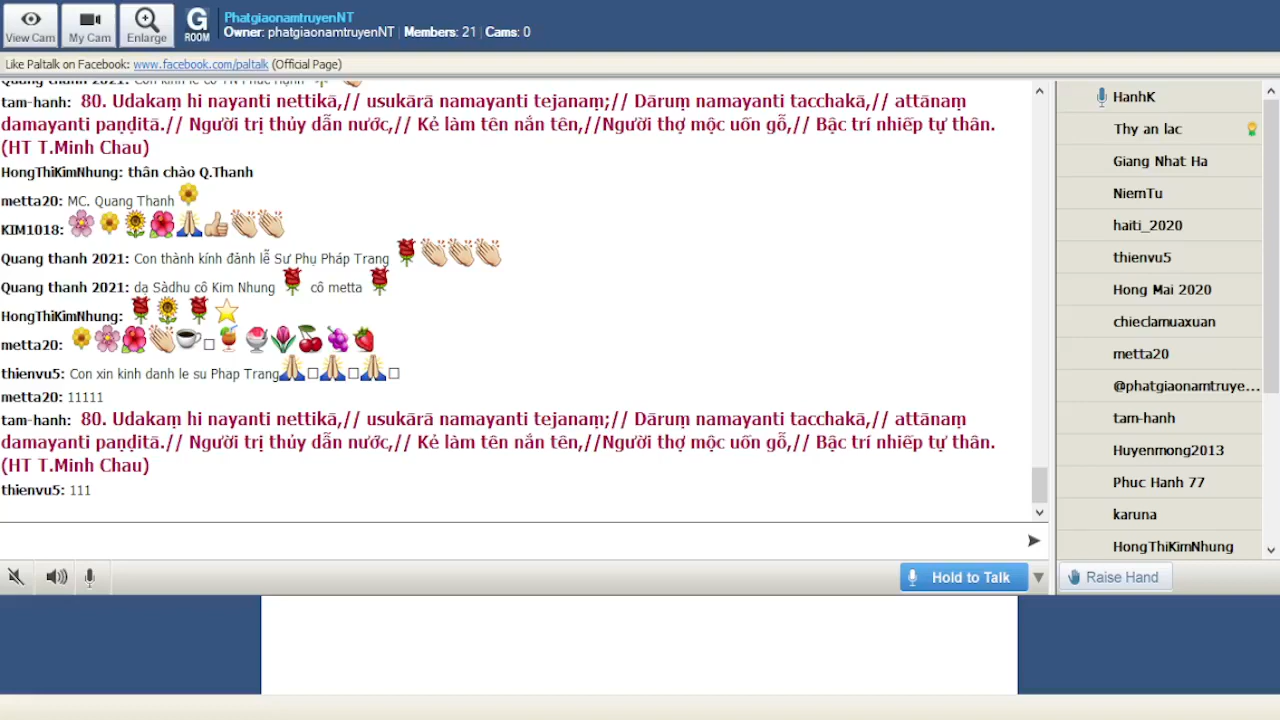 PhatgiaonamtruyenNT
Owner: phatgiaonamtruyenNT | Members: 21 | Cams: 0
View Cam
My Cam
Enlarge
G
ROOM
Like Paltalk on Facebook: www.facebook.com/paltalk (Official Page)
tam-hanh: 80. Udakaṃ hi nayanti nettikā,// usukārā namayanti tejanaṃ;// Dāruṃ namayanti tacchakā,// attānaṃ
damayanti paṇḍitā.// Người trị thủy dẫn nước,// Kẻ làm tên nắn tên,//Người thợ mộc uốn gỗ,// Bậc trí nhiếp tự thân.
(HT T.Minh Chau)
HongThiKimNhung: thân chào Q.Thanh
metta20: MC. Quang Thanh
KIM1018:
Quang thanh 2021: Con thành kính đảnh lễ Sư Phụ Pháp Trang
Quang thanh 2021: dạ Sàdhu cô Kim Nhung cô metta
HongThiKimNhung:
metta20:
thienvu5: Con xin kinh danh le su Phap Trang
metta20: 11111
tam-hanh: 80. Udakaṃ hi nayanti nettikā,// usukārā namayanti tejanaṃ;// Dāruṃ namayanti tacchakā,// attānaṃ
damayanti paṇḍitā.// Người trị thủy dẫn nước,// Kẻ làm tên nắn tên,//Người thợ mộc uốn gỗ,// Bậc trí nhiếp tự thân.
(HT T.Minh Chau)
thienvu5: 111
Hold to Talk
HanhK
Thy an lac
Giang Nhat Ha
NiemTu
haiti_2020
thienvu5
Hong Mai 2020
chieclamuaxuan
metta20
@phatgiaonamtruye...
tam-hanh
Huyenmong2013
Phuc Hanh 77
karuna
HongThiKimNhung
Raise Hand